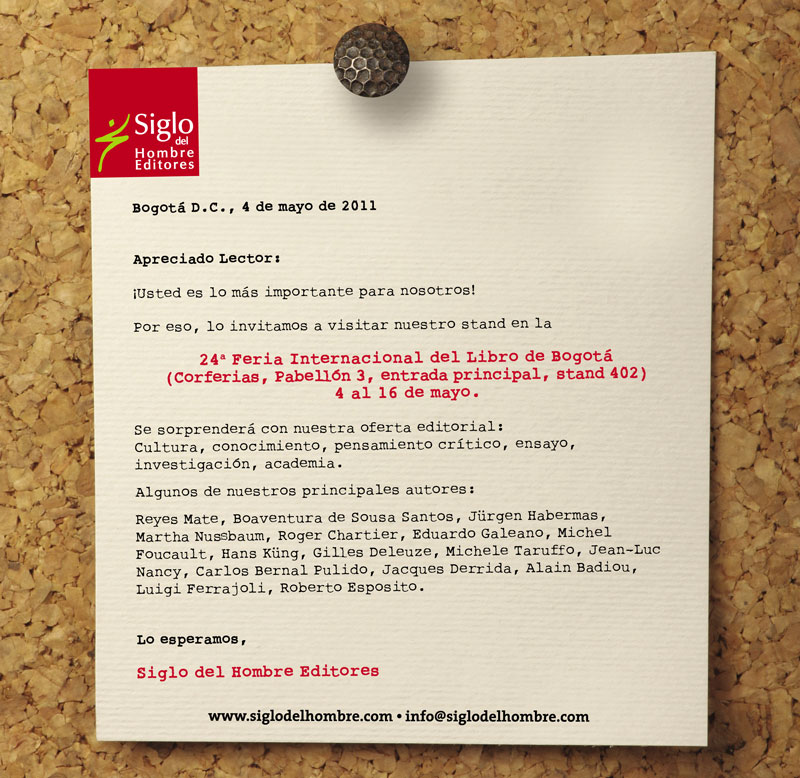 Siglo
del
Hombre
Editores
Bogotá D.C., 4 de mayo de 2011
Apreciado Lector:
¡Usted es lo más importante para nosotros!
Por eso, lo invitamos a visitar nuestro stand en la
24ª Feria Internacional del Libro de Bogotá
(Corferias, Pabellón 3, entrada principal, stand 402)
4 al 16 de mayo.
Se sorprenderá con nuestra oferta editorial:
Cultura, conocimiento, pensamiento crítico, ensayo,
investigación, academia.
Algunos de nuestros principales autores:
Reyes Mate, Boaventura de Sousa Santos, Jürgen Habermas,
Martha Nussbaum, Roger Chartier, Eduardo Galeano, Michel
Foucault, Hans Küng, Gilles Deleuze, Michele Taruffo, Jean-Luc
Nancy, Carlos Bernal Pulido, Jacques Derrida, Alain Badiou,
Luigi Ferrajoli, Roberto Esposito.
Lo esperamos,
Siglo del Hombre Editores
www.siglodelhombre.com • info@siglodelhombre.com